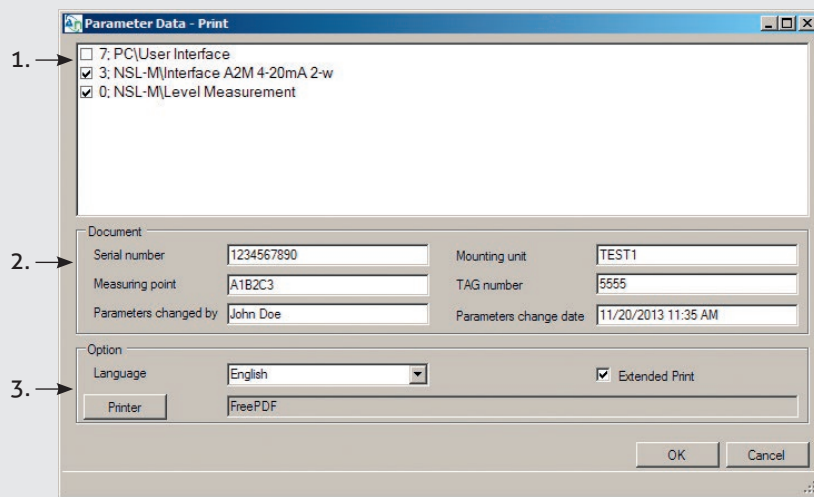 Parameter Data - Print
1.
7; PC\User Interface
3; NSL-M\Interface A2M 4-20mA 2-w
0; NSL-M\Level Measurement
Document
2.
Serial number 1234567890 Mounting unit TEST1
Measuring point A1B2C3 TAG number 5555
Parameters changed by John Doe Parameters change date 11/20/2013 11:35 AM
Option
3.
Language English Extended Print
Printer FreePDF
OK Cancel